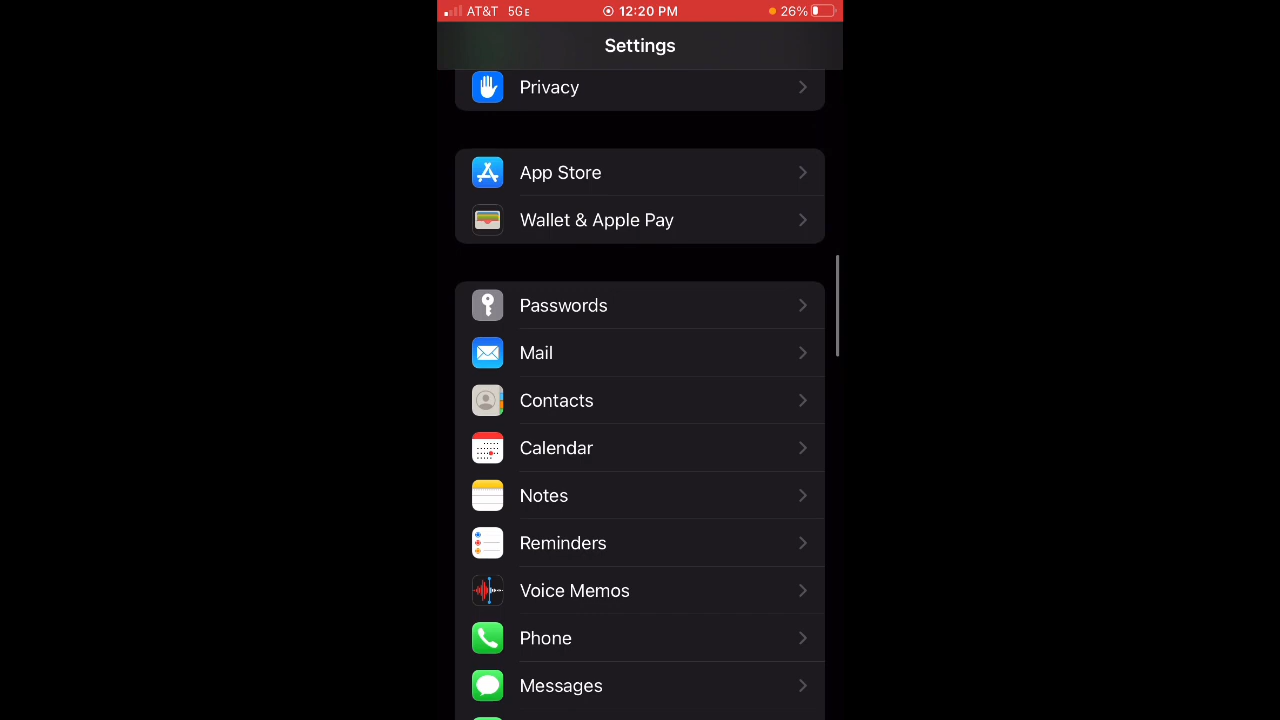 AT&T 5GE 12:20 PM 26%
Settings
Privacy
App Store
Wallet & Apple Pay
Passwords
Mail
Contacts
Calendar
Notes
Reminders
Voice Memos
Phone
Messages